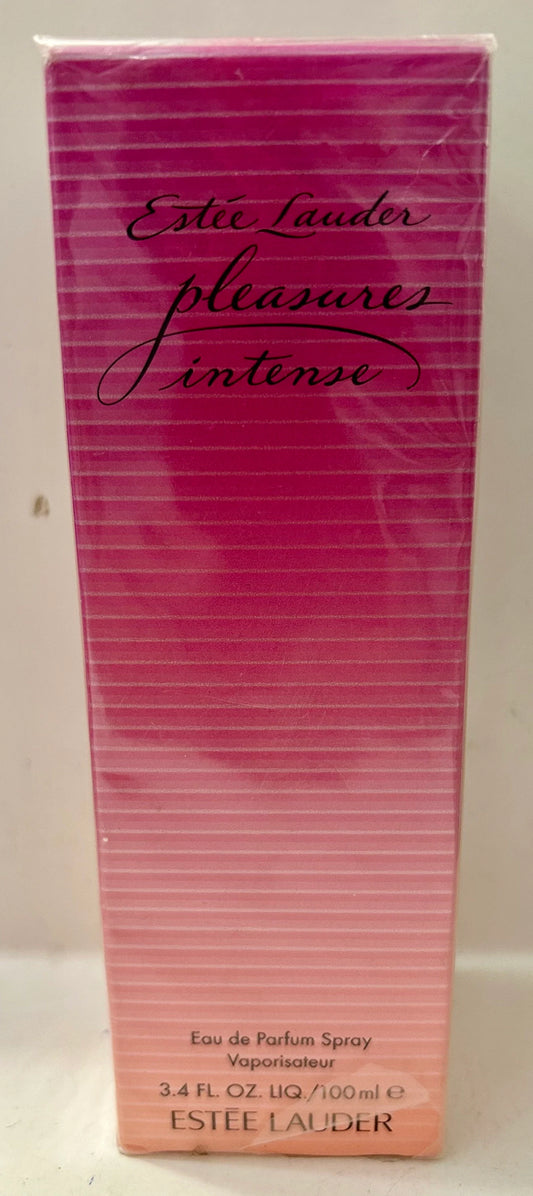 Estée Lauder
pleasures
intense
Eau de Parfum Spray
Vaporisateur
3.4 FL. OZ. LIQ./100 ml ℮
ESTĒE LAUDER